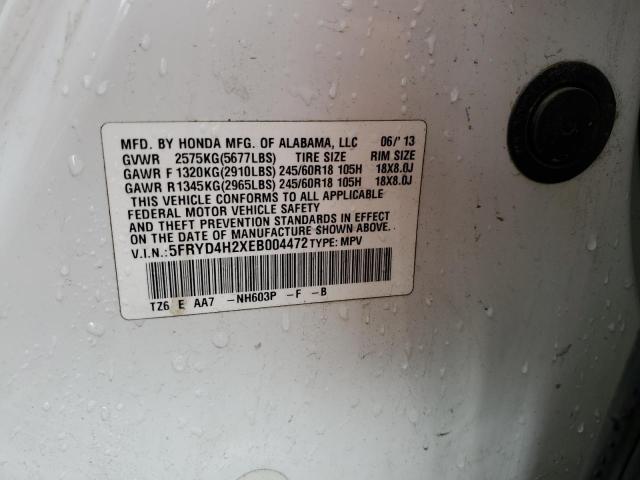 MFD. BY HONDA MFG. OF ALABAMA, LLC 06/'13
GVWR 2575KG(5677LBS) TIRE SIZE RIM SIZE
GAWR F 1320KG(2910LBS) 245/60R18 105H 18X8.0J
GAWR R1345KG(2965LBS) 245/60R18 105H 18X8.0J
THIS VEHICLE CONFORMS TO ALL APPLICABLE
FEDERAL MOTOR VEHICLE SAFETY, BUMPER,
AND THEFT PREVENTION STANDARDS IN EFFECT
ON THE DATE OF MANUFACTURE SHOWN ABOVE.
V.I.N.: 5FRYD4H2XEB004472 TYPE: MPV
TZ6 E AA7 -NH603P -F -B